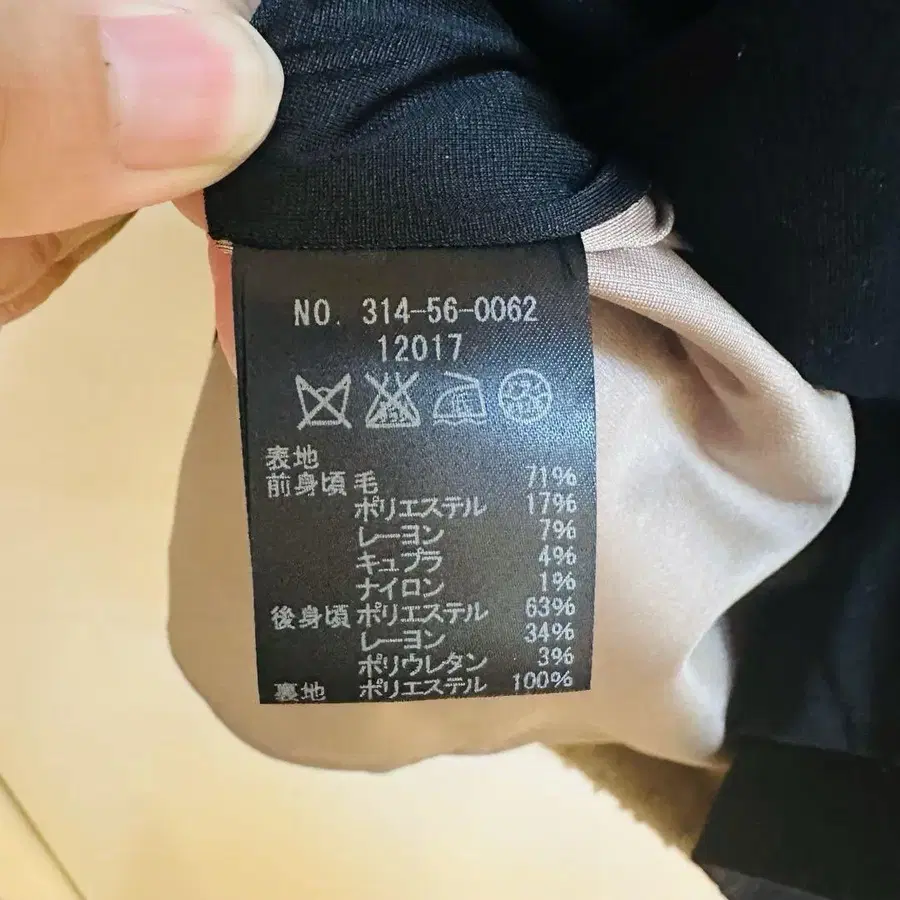 NO. 314-56-0062
12017
表地
前身頃 毛 71%
ポリエステル 17%
レーヨン 7%
キュプラ 4%
ナイロン 1%
後身頃 ポリエステル 63%
レーヨン 34%
ポリウレタン 3%
裏地 ポリエステル 100%